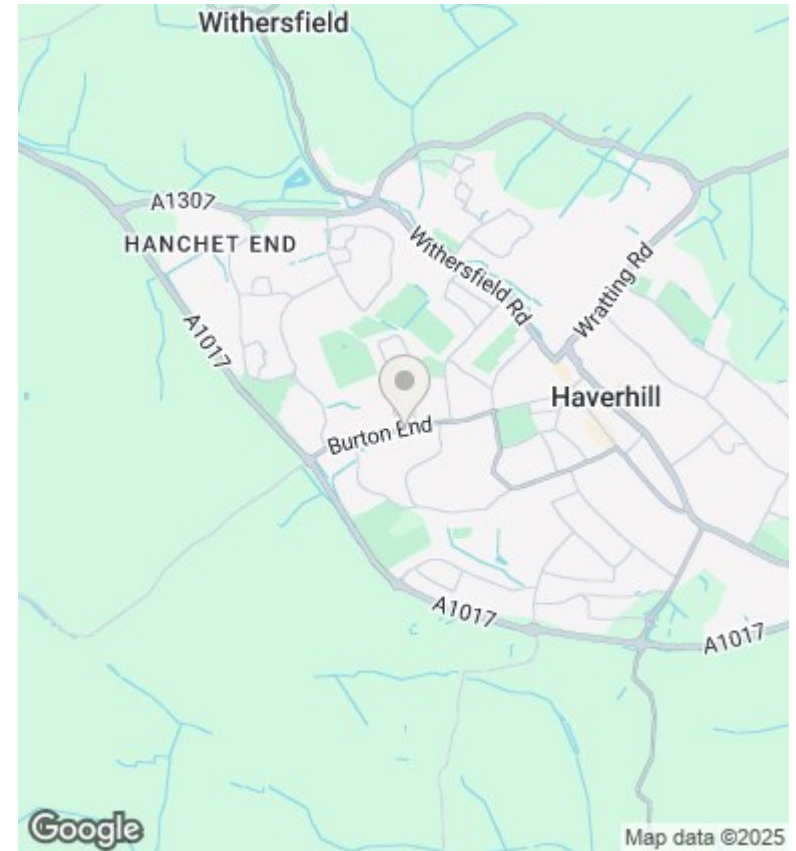 Withersfield
A1307
HANCHET END
Withersfield Rd
Wratting Rd
A1017
Haverhill
Burton End
A1017
A1017
Google
Map data ©2025